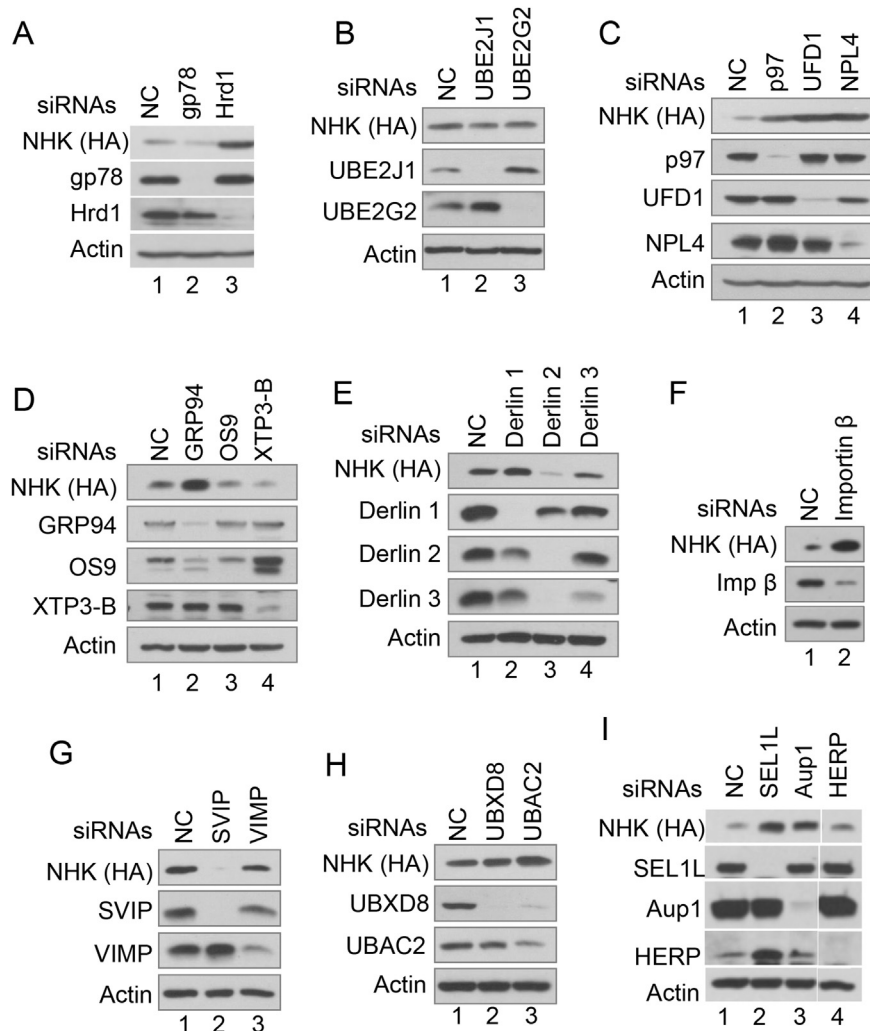 A
siRNAs
NC
gp78
Hrd1
NHK (HA)
gp78
Hrd1
Actin
1 2 3
B
siRNAs
NC
UBE2J1
UBE2G2
NHK (HA)
UBE2J1
UBE2G2
Actin
1 2 3
C
siRNAs
NC
p97
UFD1
NPL4
NHK (HA)
p97
UFD1
NPL4
Actin
1 2 3 4
D
siRNAs
NC
GRP94
OS9
XTP3-B
NHK (HA)
GRP94
OS9
XTP3-B
Actin
1 2 3 4
E
siRNAs
NC
Derlin 1
Derlin 2
Derlin 3
NHK (HA)
Derlin 1
Derlin 2
Derlin 3
Actin
1 2 3 4
F
siRNAs
NC
Importin β
NHK (HA)
Imp β
Actin
1 2
G
siRNAs
NC
SVIP
VIMP
NHK (HA)
SVIP
VIMP
Actin
1 2 3
H
siRNAs
NC
UBXD8
UBAC2
NHK (HA)
UBXD8
UBAC2
Actin
1 2 3
I
siRNAs
NC
SEL1L
Aup1
HERP
NHK (HA)
SEL1L
Aup1
HERP
Actin
1 2 3 4